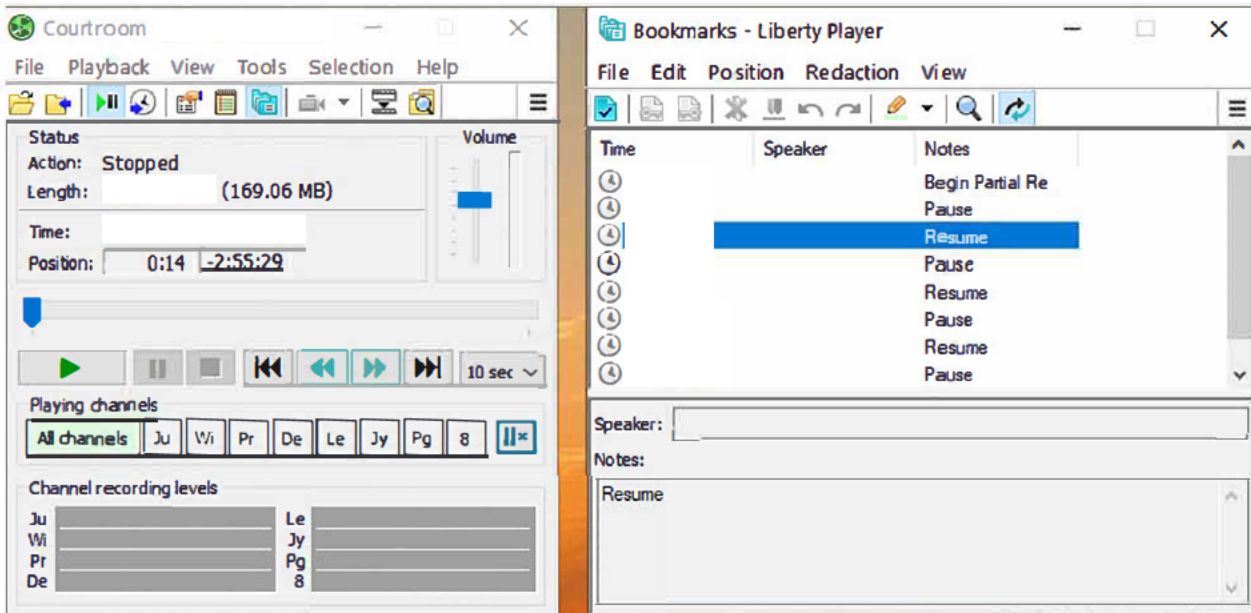 Courtroom
File Playback View Tools Selection Help
Status
Action: Stopped
Length: (169.06 MB)
Time:
Position: 0:14 -2:55:29
Volume
10 sec
Playing channels
All channels Ju Wi Pr De Le Jy Pg 8
Channel recording levels
Ju Le
Wi Jy
Pr Pg
De 8
Bookmarks - Liberty Player
File Edit Position Redaction View
Time Speaker Notes
Begin Partial Re
Pause
Resume
Pause
Resume
Pause
Resume
Pause
Speaker:
Notes:
Resume